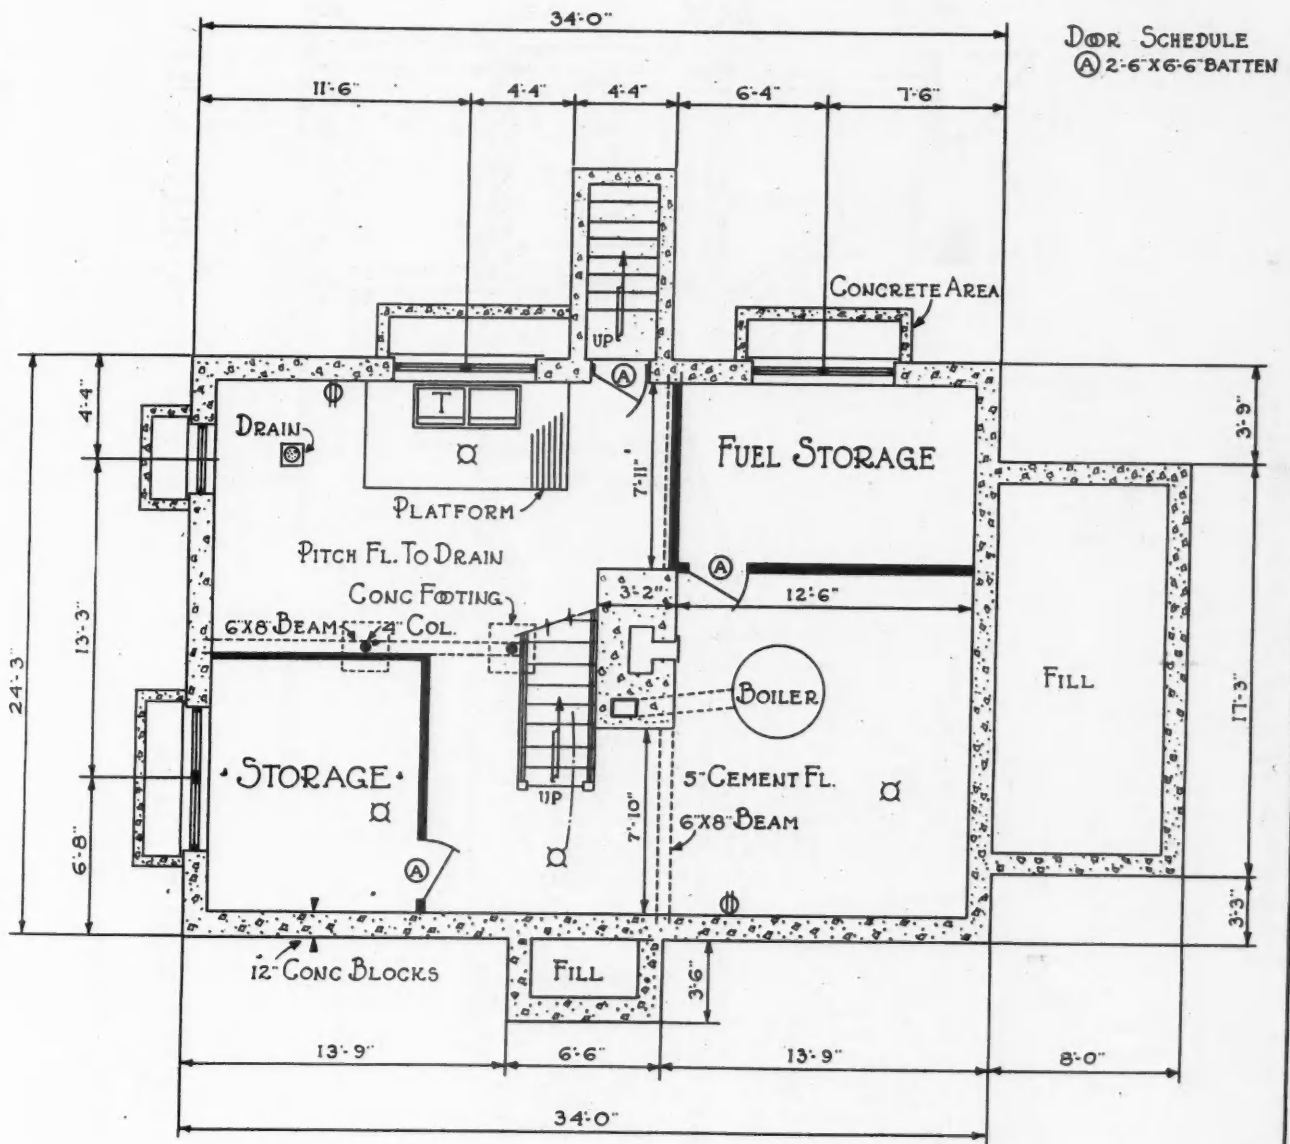 34'-0"
DOOR SCHEDULE
Ⓐ 2'-6" X 6'-6" BATTEN
11'-6" 4'-4" 4'-4" 6'-4" 7'-6"
CONCRETE AREA
UP
A
4'-4"
T
DRAIN
FUEL STORAGE
3'-9"
7'-11"
PLATFORM
PITCH FL. TO DRAIN
A
CONC FOOTING
3'-2" 12'-6"
6"X8" BEAM 4" COL.
13'-3"
24'-3"
FILL
17'-3"
BOILER
STORAGE
5" CEMENT FL.
UP
6"X8" BEAM
7'-10"
6'-8"
A
3'-3"
12" CONC BLOCKS
FILL
3'-6"
13'-9" 6'-6" 13'-9" 8'-0"
34'-0"